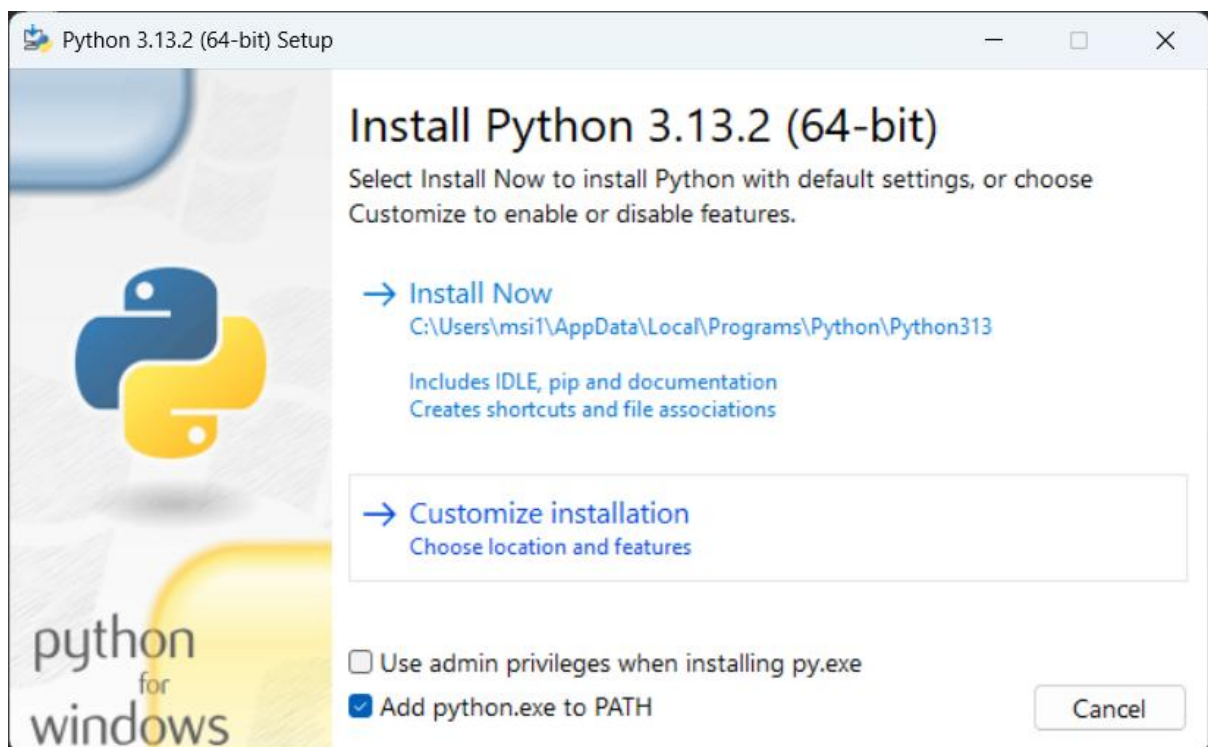 Python 3.13.2 (64-bit) Setup
Install Python 3.13.2 (64-bit)
Select Install Now to install Python with default settings, or choose
Customize to enable or disable features.
Install Now
C:\Users\msi1\AppData\Local\Programs\Python\Python313
Includes IDLE, pip and documentation
Creates shortcuts and file associations
Customize installation
Choose location and features
python
for
windows
Use admin privileges when installing py.exe
Add python.exe to PATH
Cancel